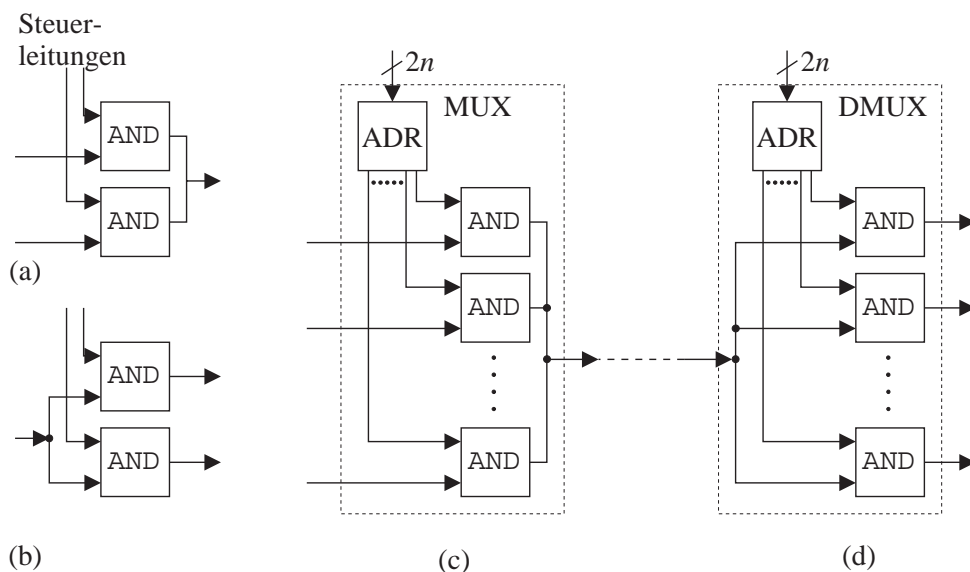 Steuer-
leitungen
AND
AND
(a)
AND
AND
(b)
2n
MUX
ADR
AND
AND
AND
(c)
2n
DMUX
ADR
AND
AND
AND
(d)